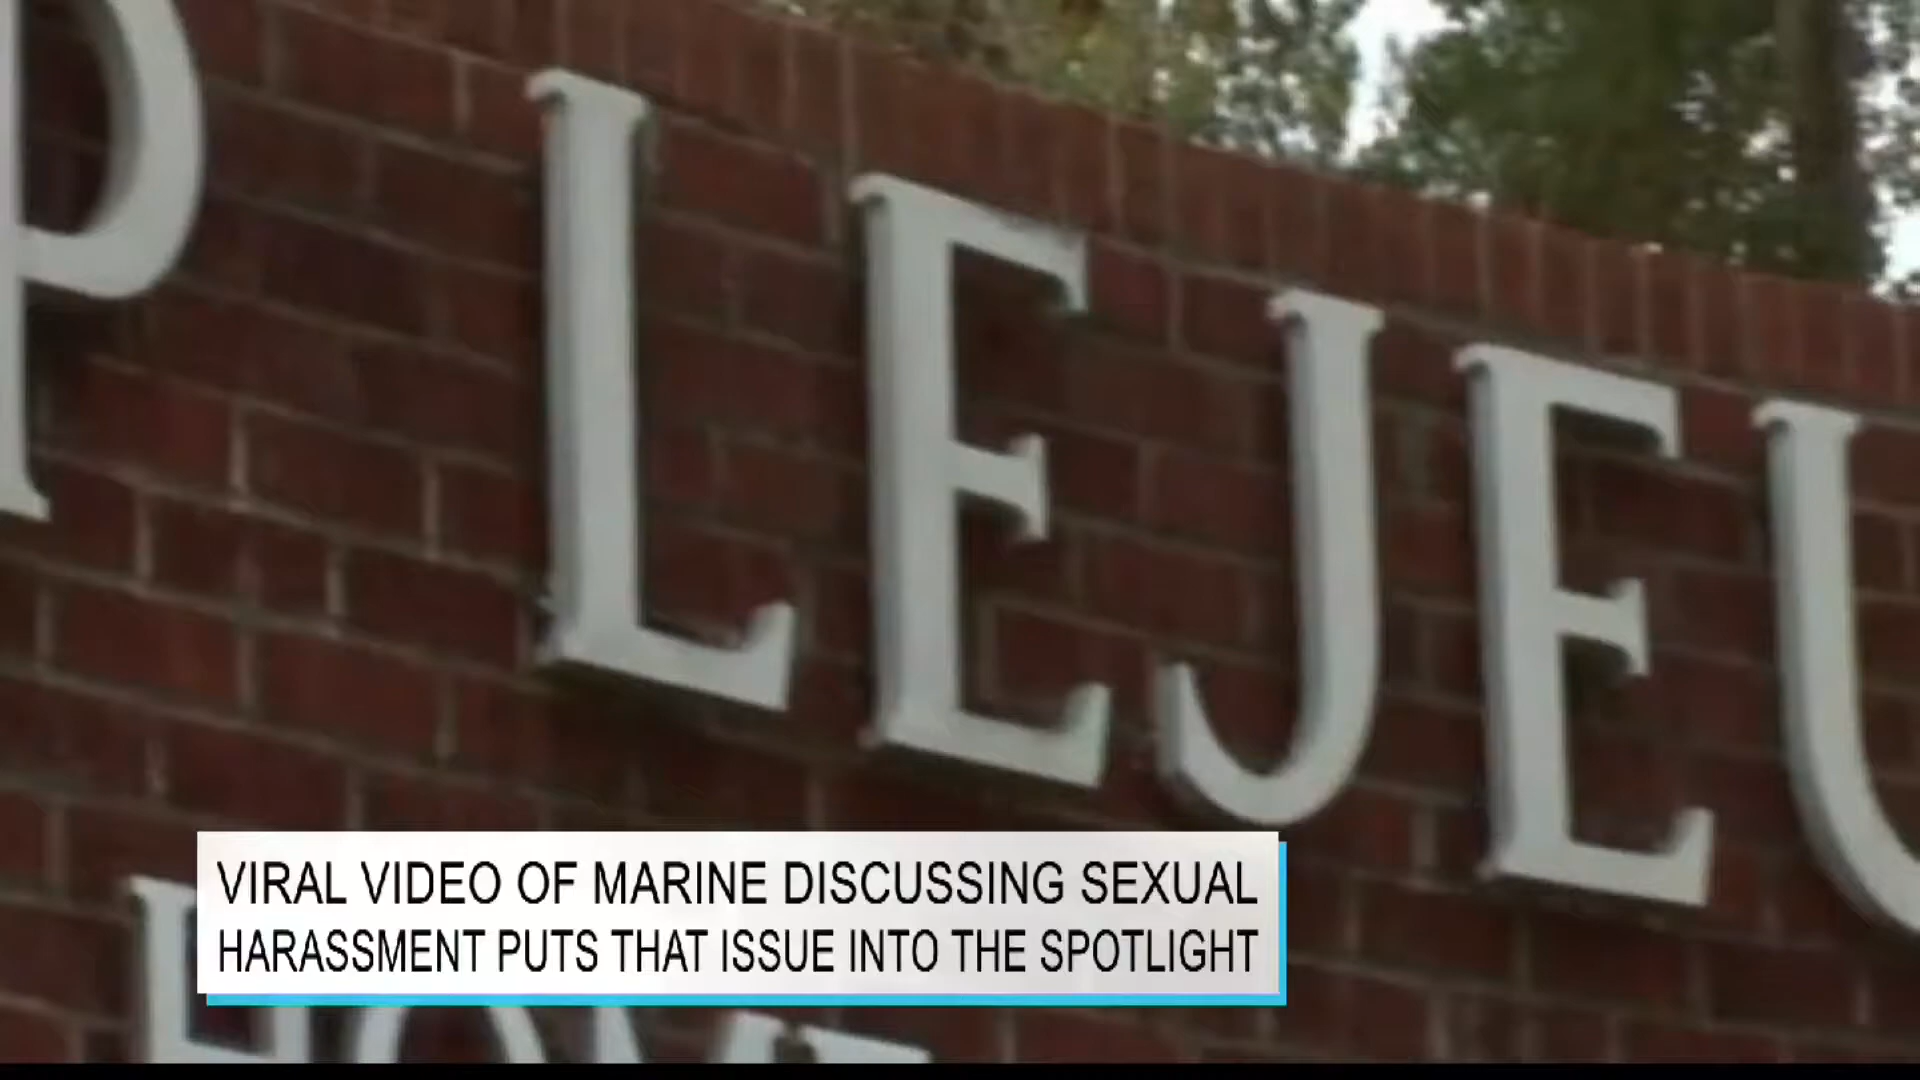 P LEJEU
VIRAL VIDEO OF MARINE DISCUSSING SEXUAL
HARASSMENT PUTS THAT ISSUE INTO THE SPOTLIGHT